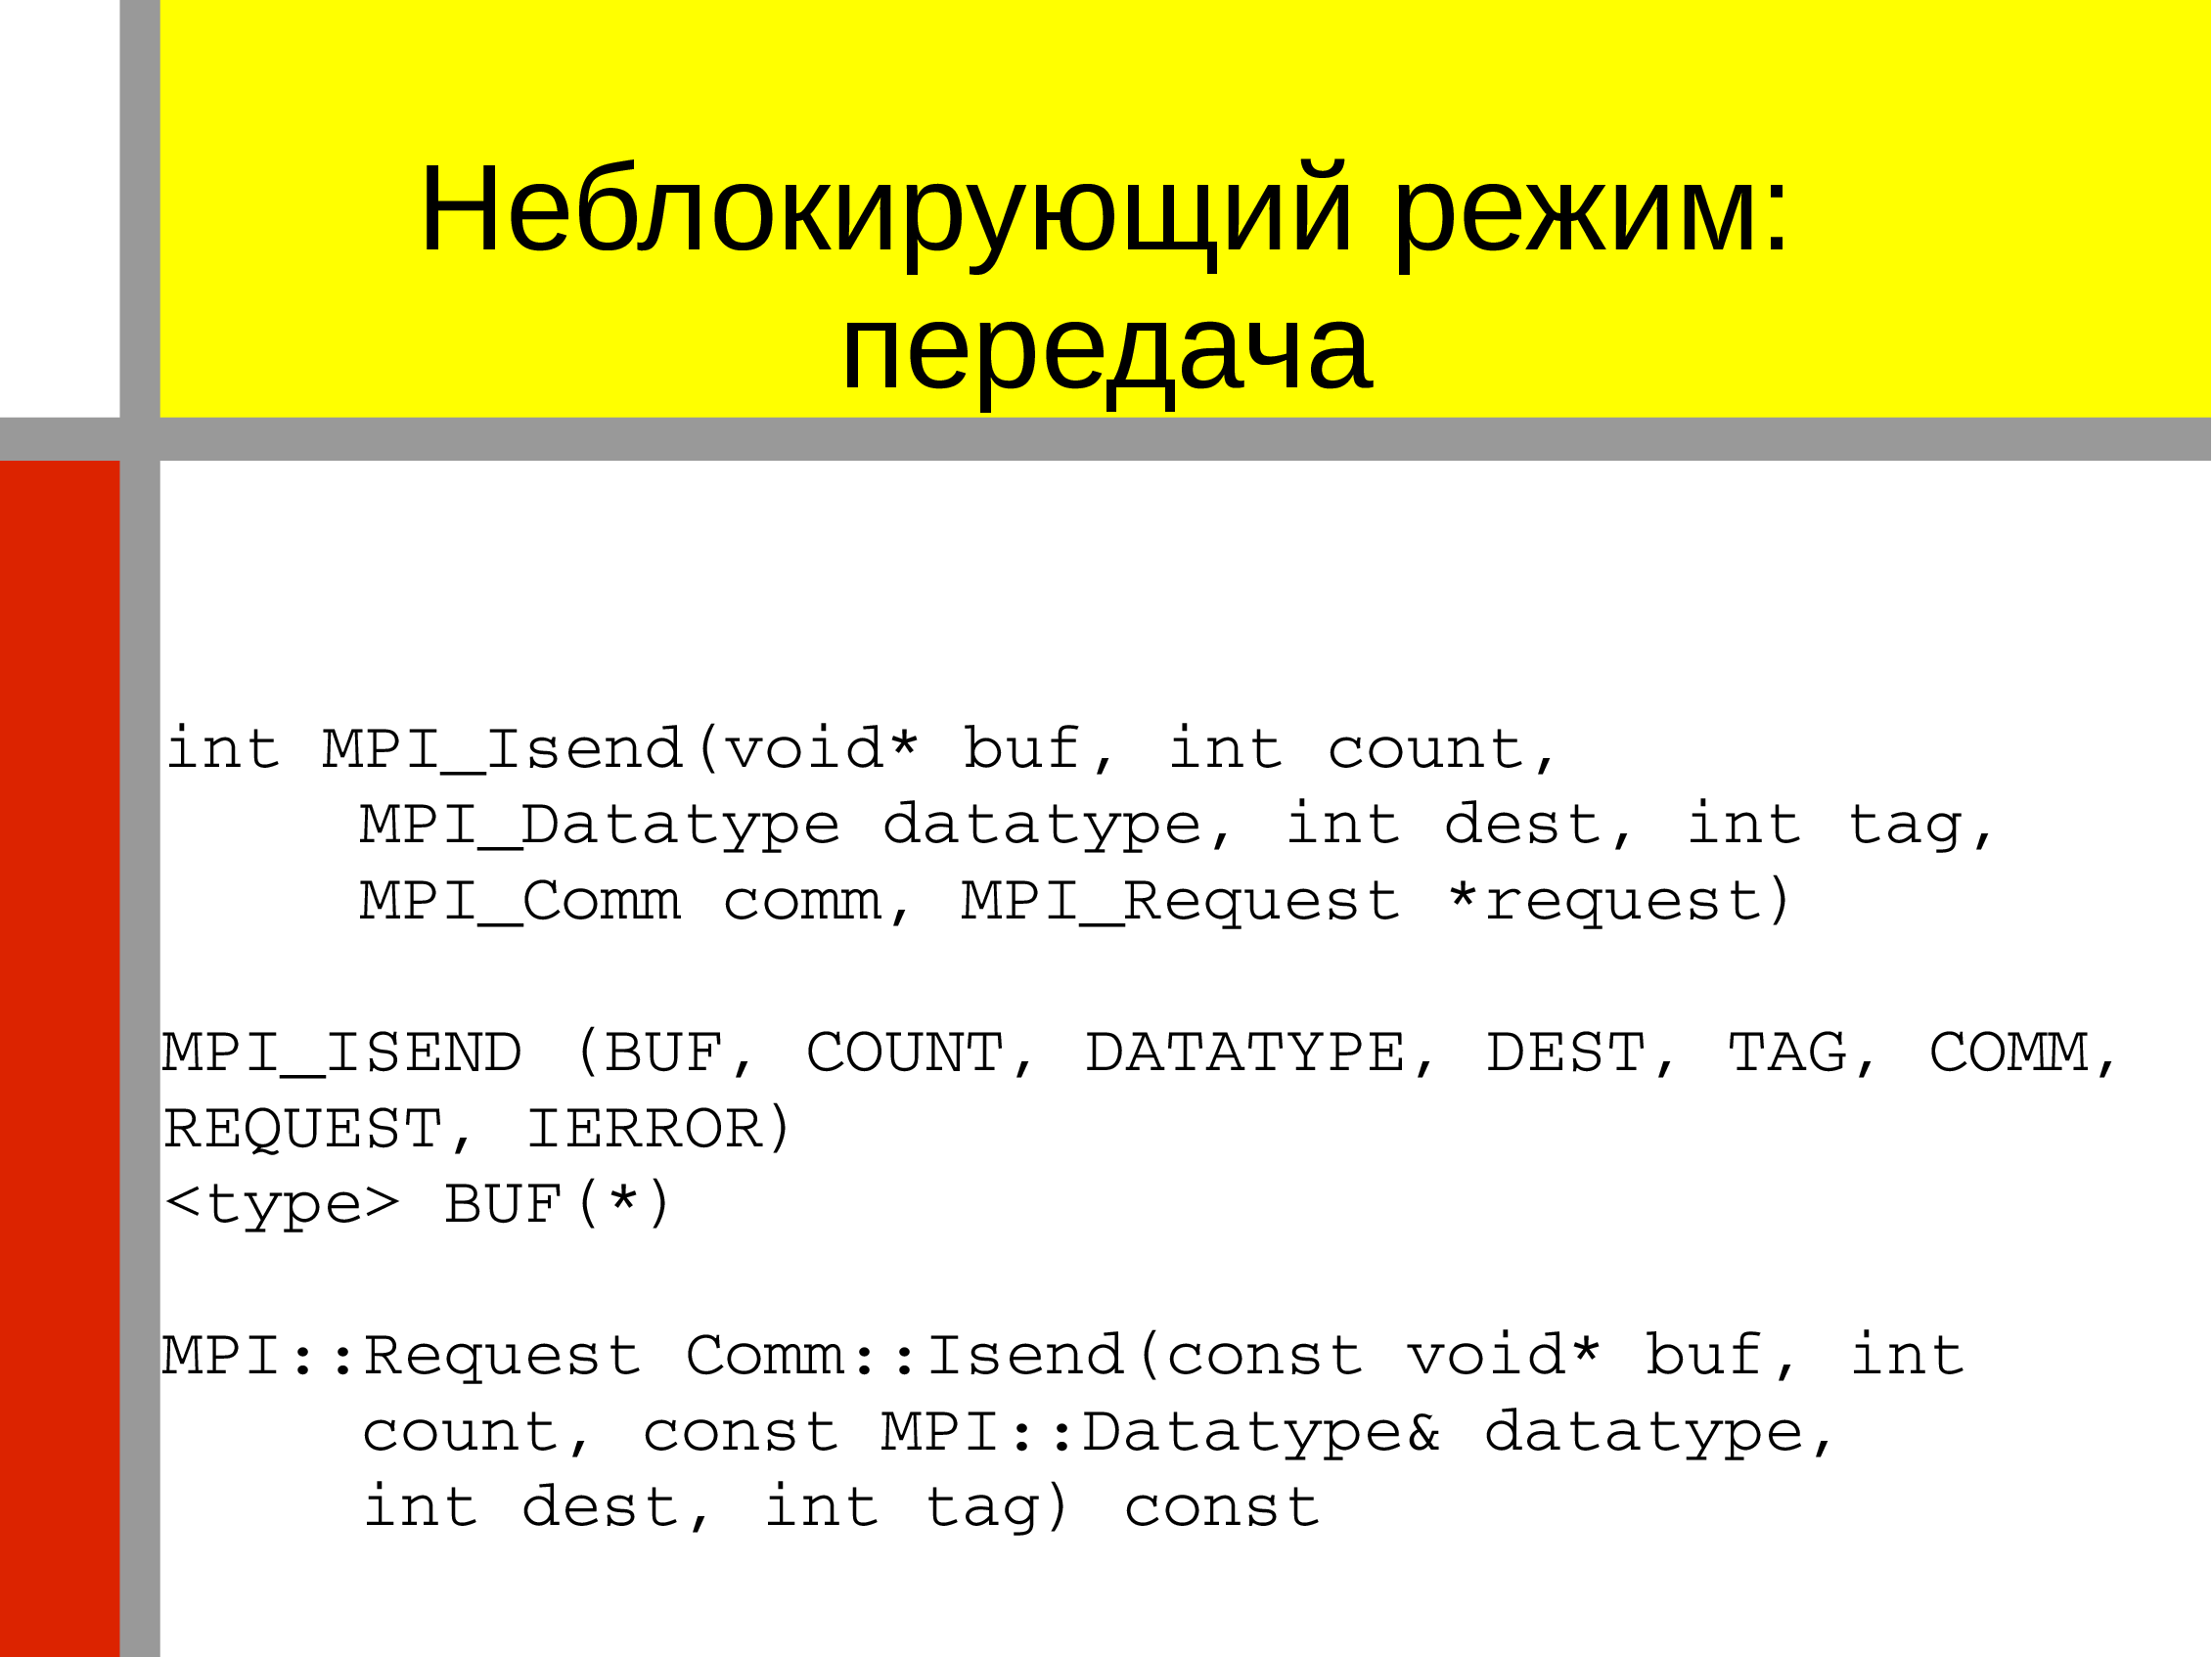 Неблокирующий режим:
передача
int MPI_Isend(void* buf, int count,
MPI_Datatype datatype, int dest, int tag,
MPI_Comm comm, MPI_Request *request)
MPI_ISEND (BUF, COUNT, DATATYPE, DEST, TAG, COMM,
REQUEST, IERROR)
<type> BUF(*)
MPI::Request Comm::Isend(const void* buf, int
count, const MPI::Datatype& datatype,
int dest, int tag) const